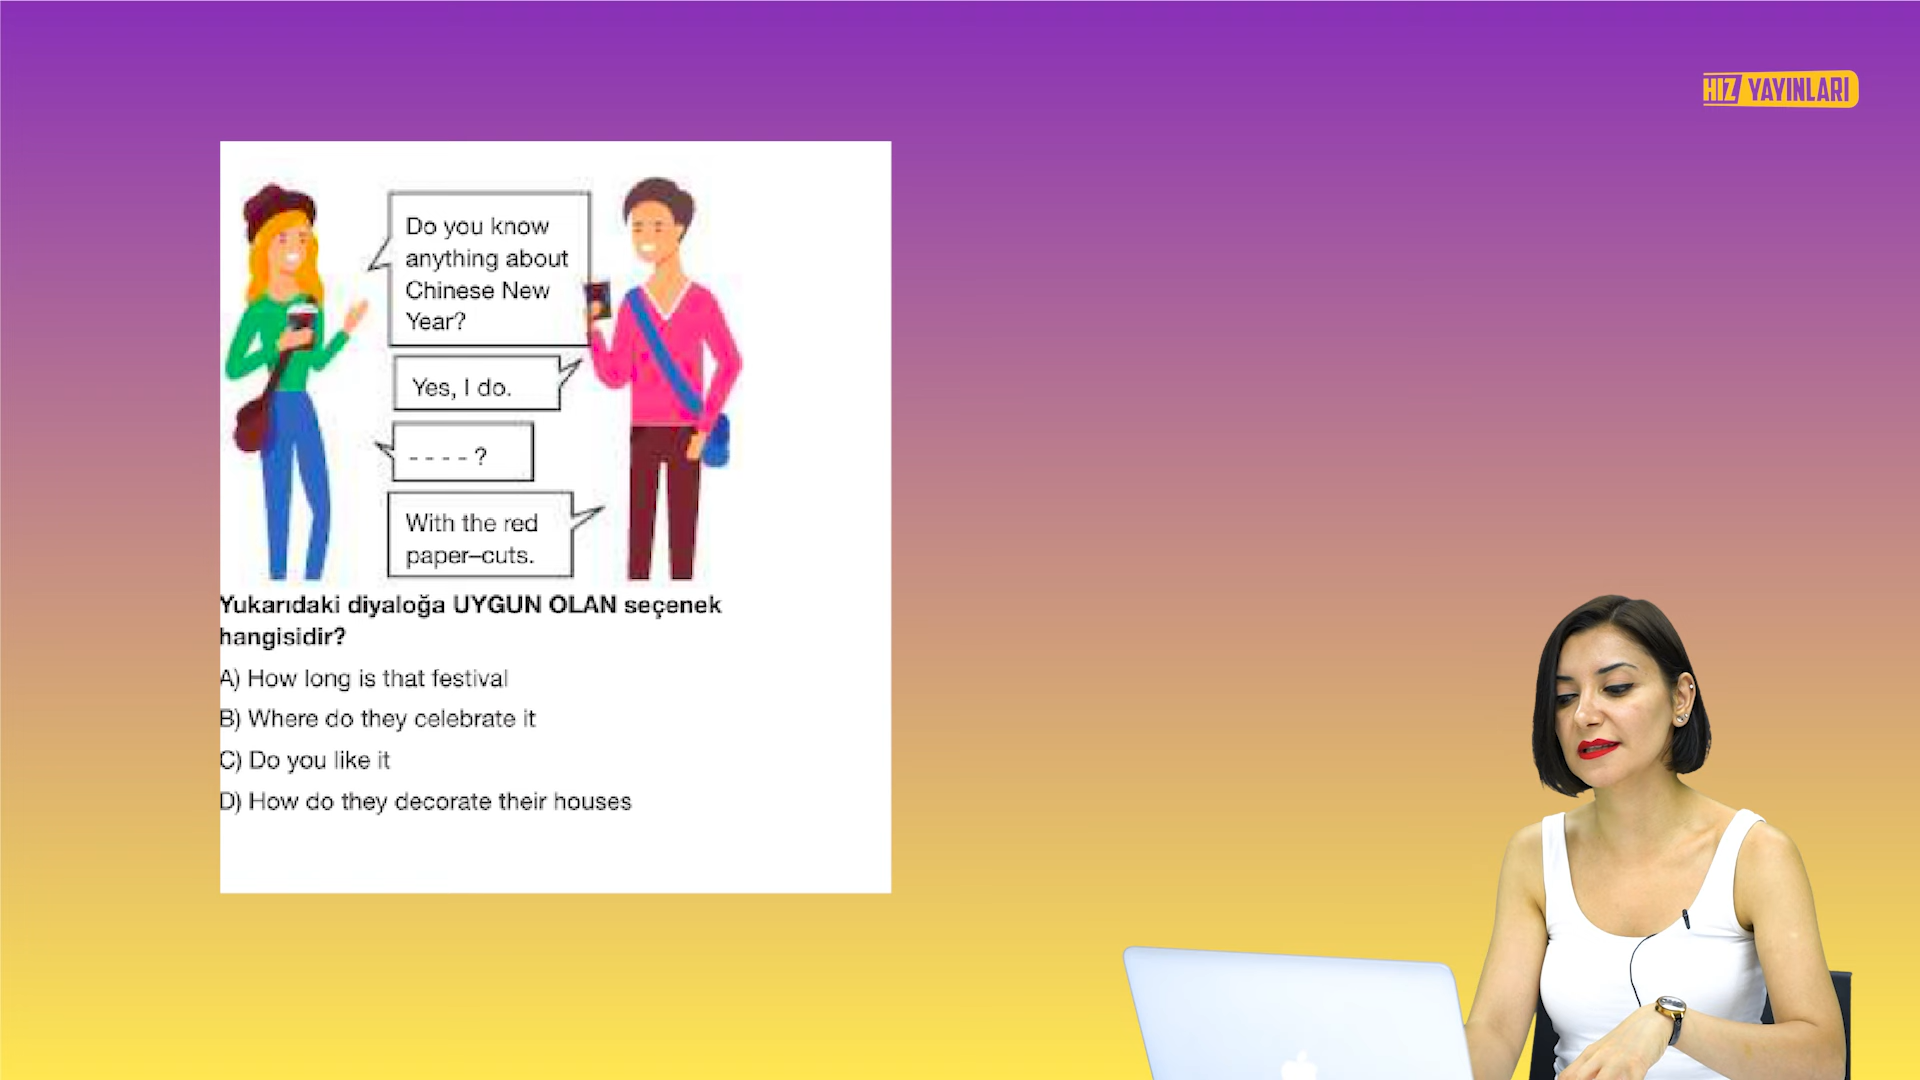 HIZ YAYINLARI
Do you know
anything about
Chinese New
Year?
Yes, I do.
- - - - ?
With the red
paper–cuts.
Yukarıdaki diyaloğa UYGUN OLAN seçenek
hangisidir?
A) How long is that festival
B) Where do they celebrate it
C) Do you like it
D) How do they decorate their houses